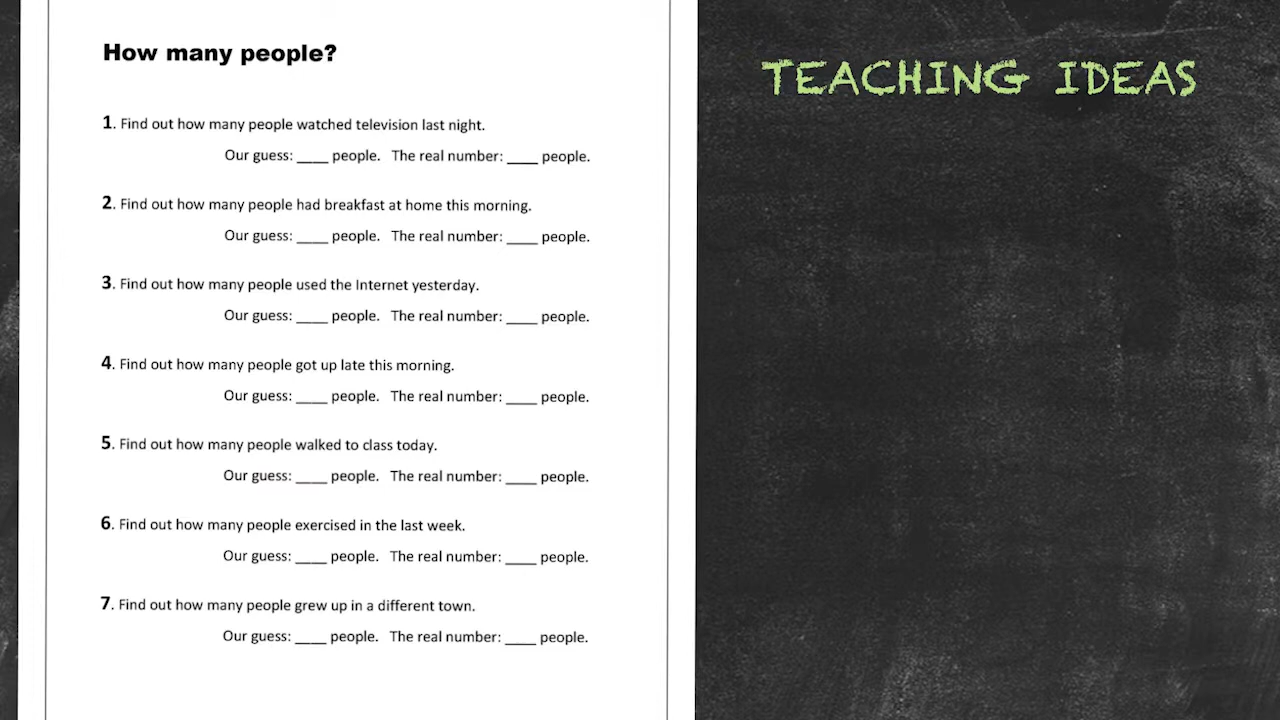 How many people?
1. Find out how many people watched television last night.
Our guess: ____ people. The real number: ____ people.
2. Find out how many people had breakfast at home this morning.
Our guess: ____ people. The real number: ____ people.
3. Find out how many people used the Internet yesterday.
Our guess: ____ people. The real number: ____ people.
4. Find out how many people got up late this morning.
Our guess: ____ people. The real number: ____ people.
5. Find out how many people walked to class today.
Our guess: ____ people. The real number: ____ people.
6. Find out how many people exercised in the last week.
Our guess: ____ people. The real number: ____ people.
7. Find out how many people grew up in a different town.
Our guess: ____ people. The real number: ____ people.
TEACHING IDEAS